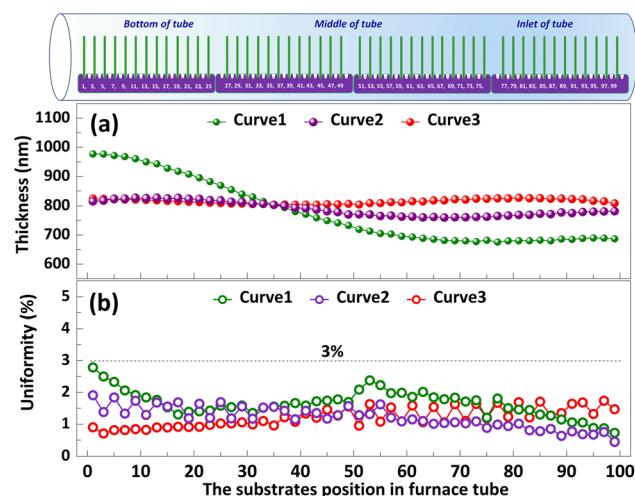 Bottom of tube Middle of tube Inlet of tube
1, 3, 5, 7, 9, 11, 13, 15, 17, 19, 21, 23, 25 27, 29, 31, 33, 35, 37, 39, 41, 43, 45, 47, 49 51, 53, 55, 57, 59, 61, 63, 65, 67, 69, 71, 73, 75, 77, 79, 81, 83, 85, 87, 89, 91, 93, 95, 97, 99
(a) Curve1 Curve2 Curve3
Thickness (nm)
1100
1000
900
800
700
600
(b) Curve1 Curve2 Curve3
3%
Uniformity (%)
5
4
3
2
1
0
0 10 20 30 40 50 60 70 80 90 100
The substrates position in furnace tube